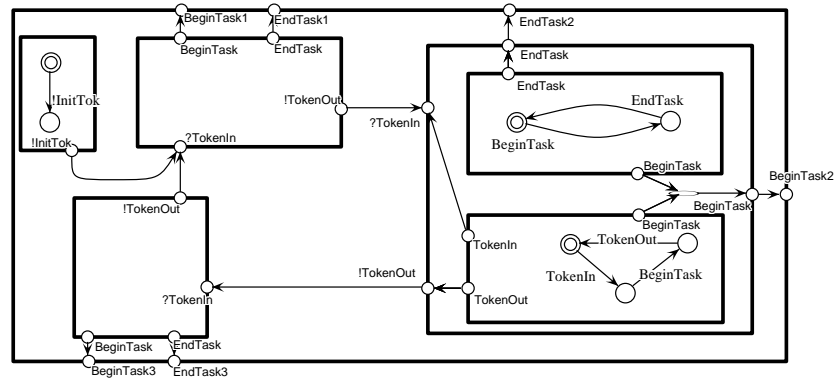 BeginTask1
EndTask1
EndTask2
BeginTask
EndTask
EndTask
EndTask
!InitTok
!TokenOut
EndTask
?TokenIn
BeginTask
!InitTok
?TokenIn
BeginTask
BeginTask2
!TokenOut
BeginTask
BeginTask
TokenIn
TokenOut
!TokenOut
TokenIn
BeginTask
?TokenIn
TokenOut
BeginTask
EndTask
BeginTask3
EndTask3